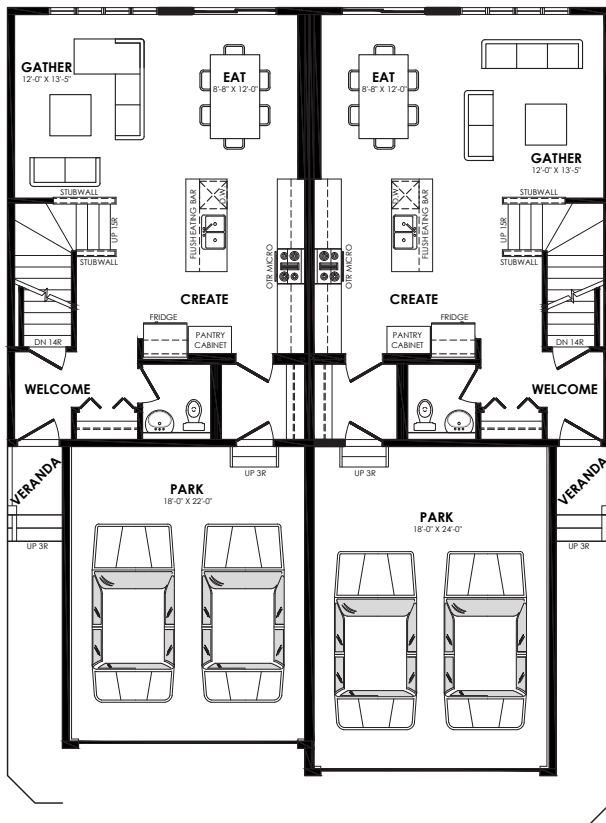 GATHER
12'-0" X 13'-5"
EAT
8'-8" X 12'-0"
STUBWALL
UP 15R
STUBWALL
FLUSH EATING BAR
D.W.
OTR MICRO
CREATE
FRIDGE
PANTRY
CABINET
DN 14R
WELCOME
VERANDA
UP 3R
UP 3R
PARK
18'-0" X 22'-0"
EAT
8'-8" X 12'-0"
GATHER
12'-0" X 13'-5"
STUBWALL
UP 15R
STUBWALL
FLUSH EATING BAR
D.W.
OTR MICRO
CREATE
FRIDGE
PANTRY
CABINET
DN 14R
WELCOME
VERANDA
UP 3R
UP 3R
PARK
18'-0" X 24'-0"